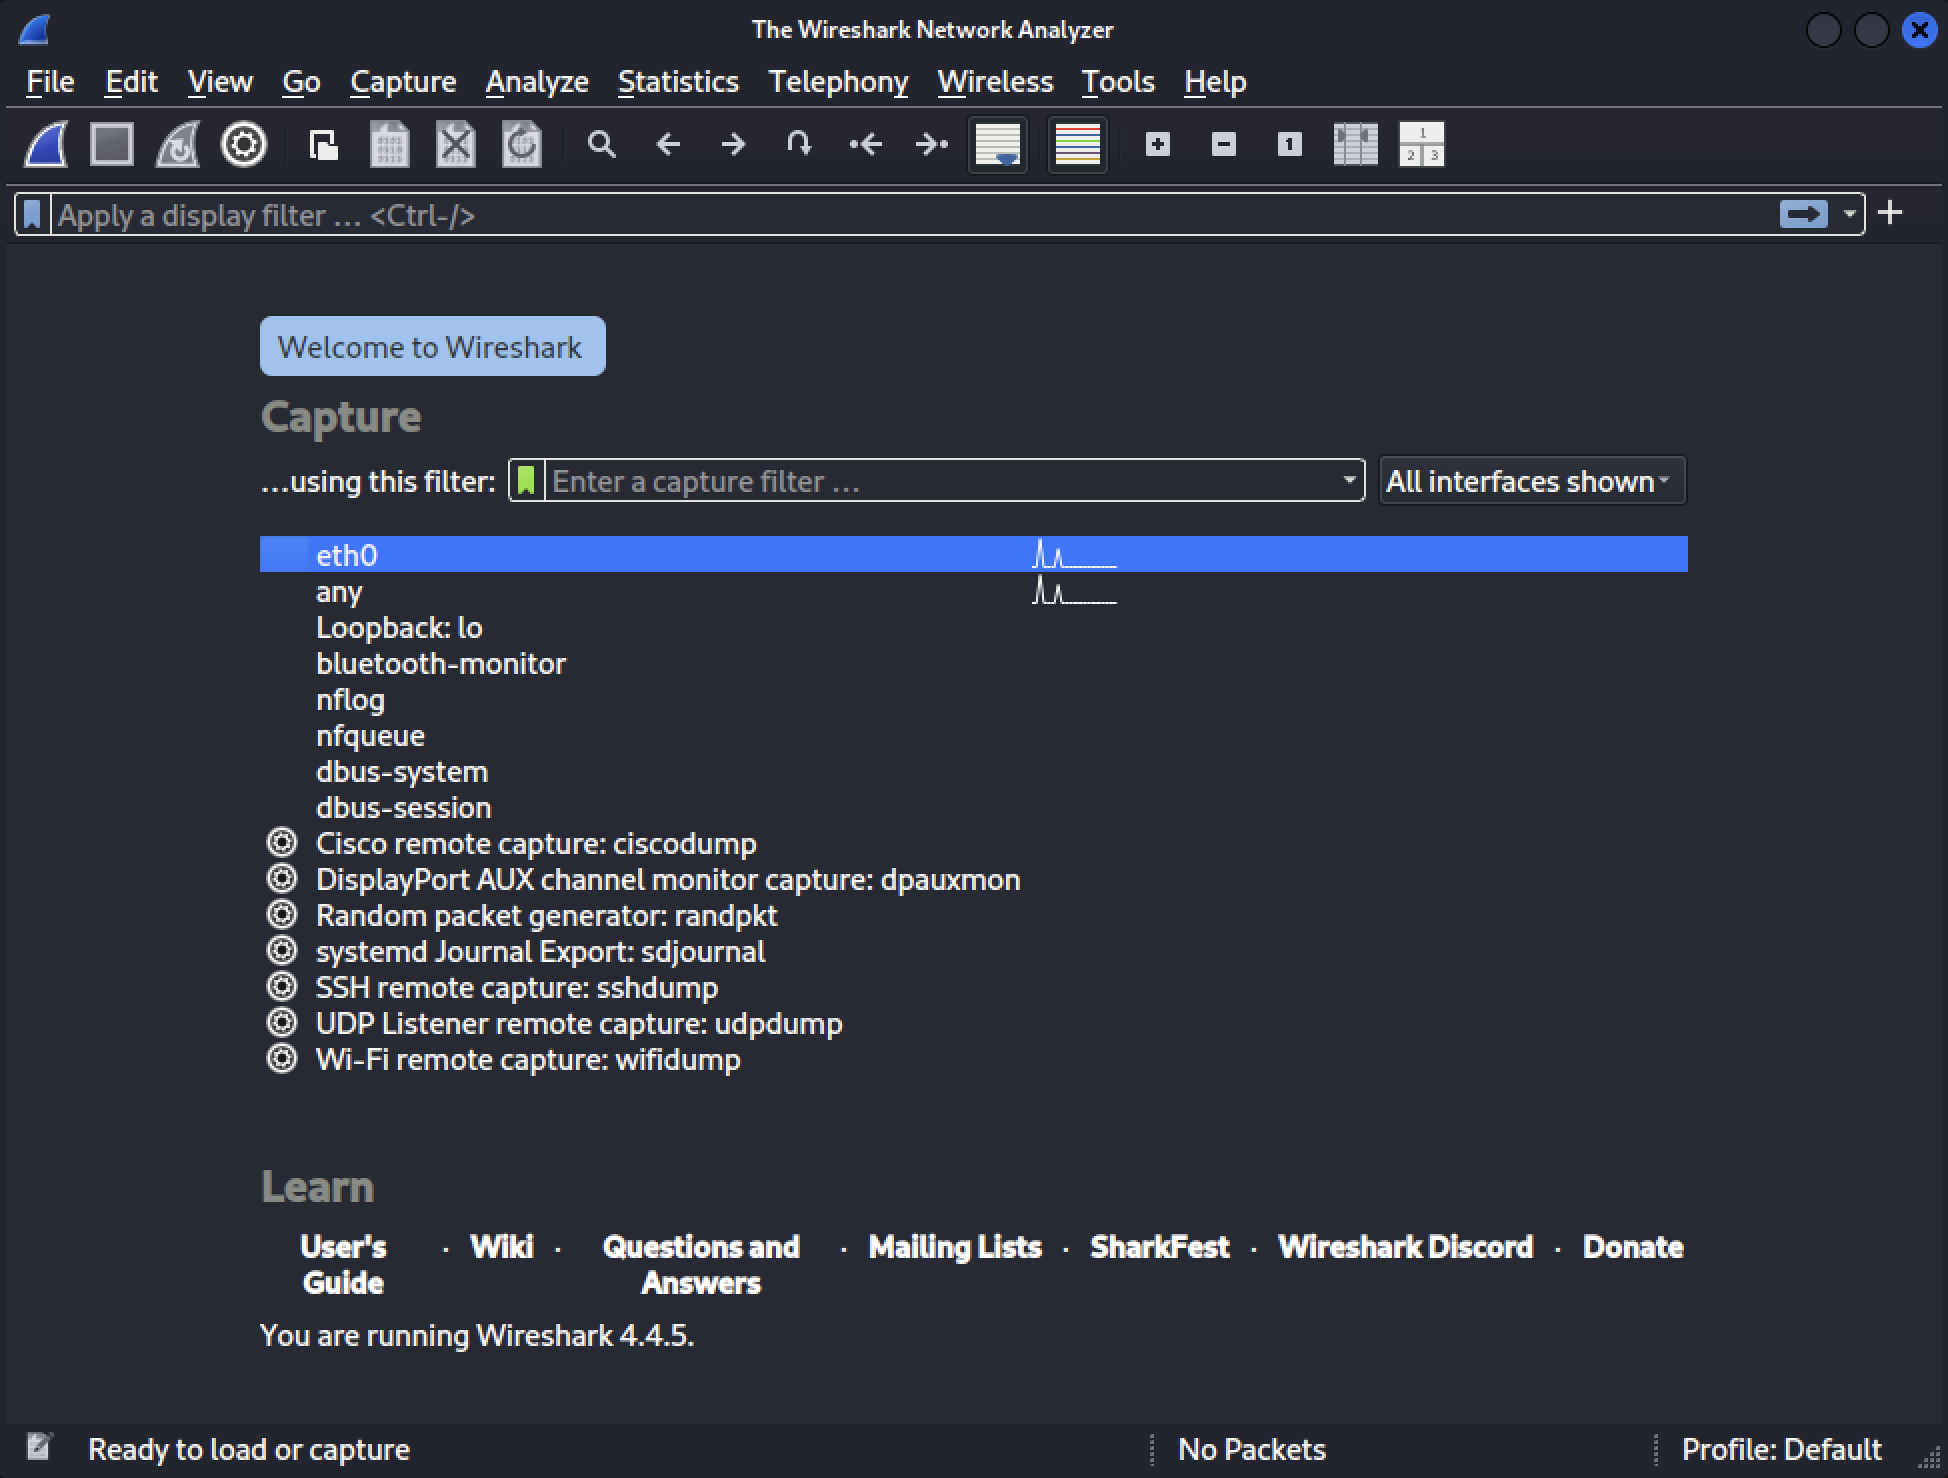 The Wireshark Network Analyzer
File Edit View Go Capture Analyze Statistics Telephony Wireless Tools Help
Apply a display filter … <Ctrl-/>
Welcome to Wireshark
Capture
…using this filter: Enter a capture filter … All interfaces shown
eth0
any
Loopback: lo
bluetooth-monitor
nflog
nfqueue
dbus-system
dbus-session
Cisco remote capture: ciscodump
DisplayPort AUX channel monitor capture: dpauxmon
Random packet generator: randpkt
systemd Journal Export: sdjournal
SSH remote capture: sshdump
UDP Listener remote capture: udpdump
Wi-Fi remote capture: wifidump
Learn
User's Guide · Wiki · Questions and Answers · Mailing Lists · SharkFest · Wireshark Discord · Donate
You are running Wireshark 4.4.5.
Ready to load or capture No Packets Profile: Default